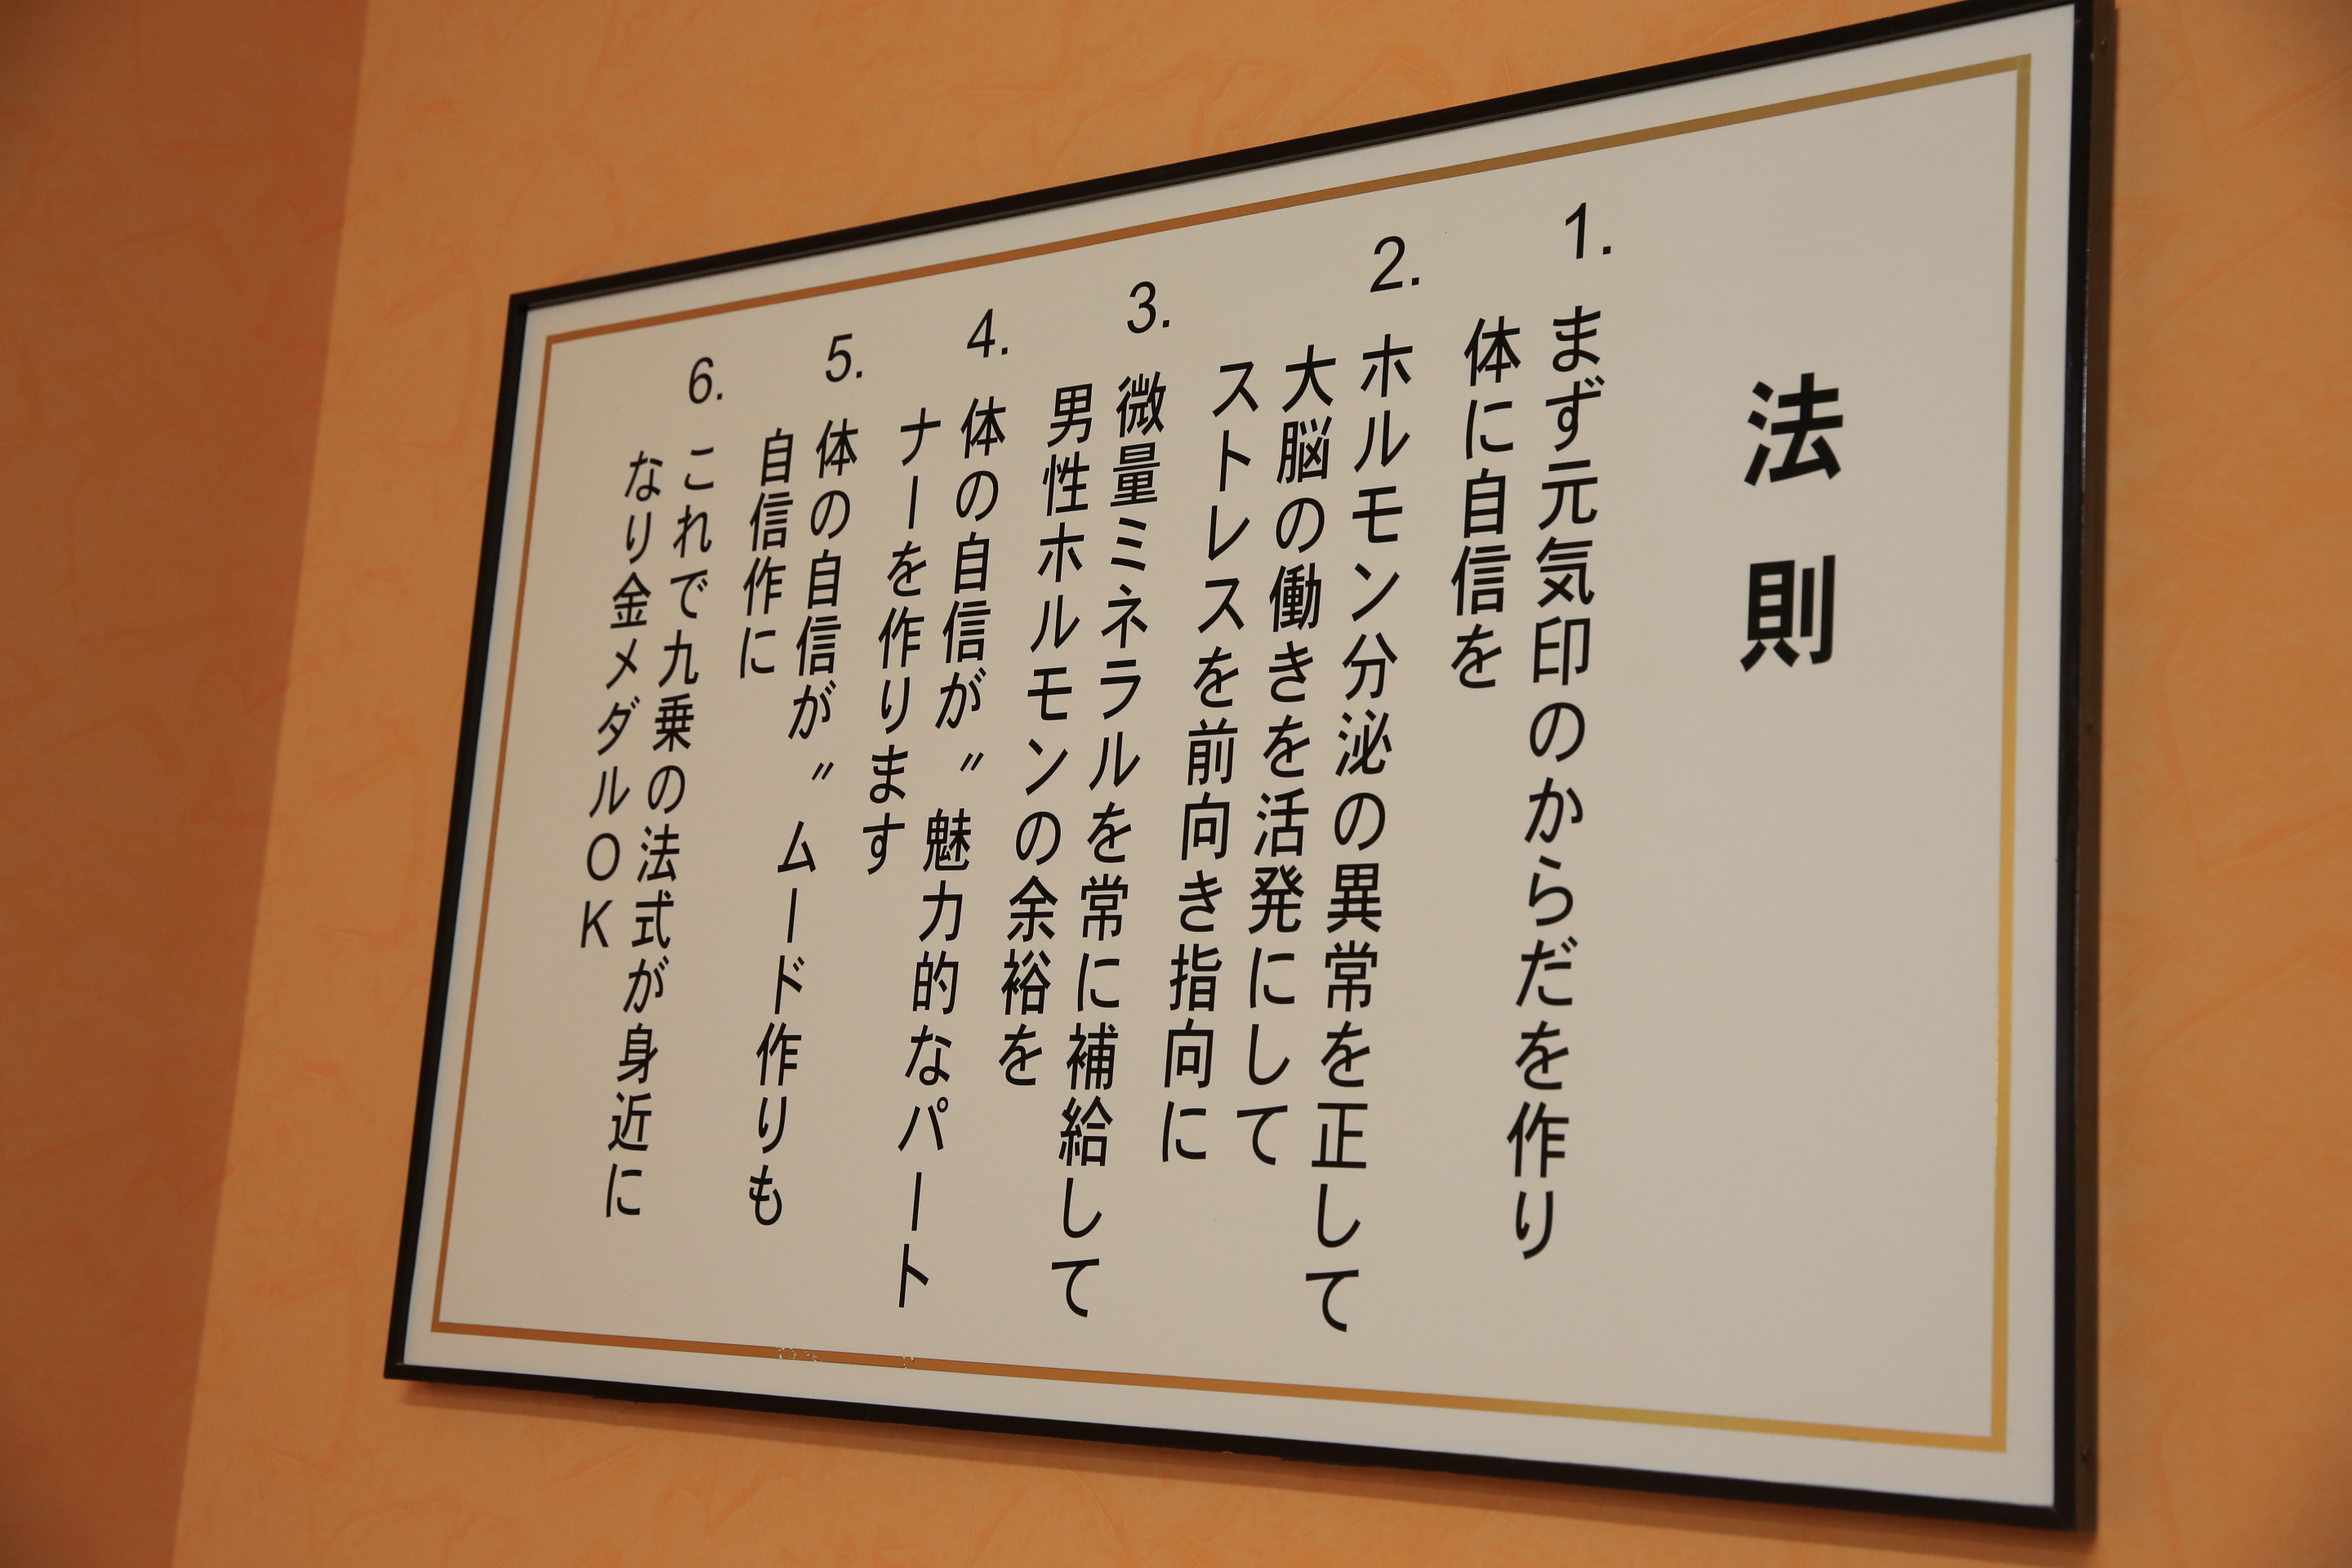 法則
1. まず元気印のからだを作り
体に自信を
2. ホルモン分泌の異常を正して
大脳の働きを活発にして
ストレスを前向き指向に
3. 微量ミネラルを常に補給して
男性ホルモンの余裕を
4. 体の自信が〃魅力的なパート
ナーを作ります
5. 体の自信が〃ムード作りも
自信作に
6. これで九乗の法式が身近に
なり金メダルOK